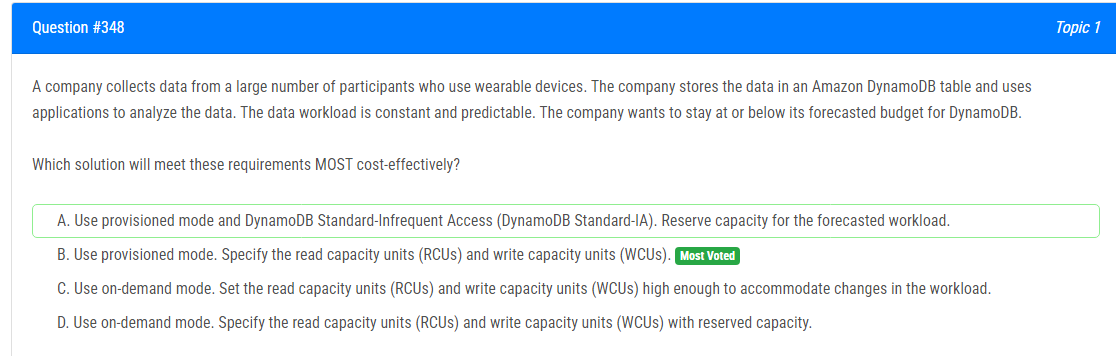 Question #348
Topic 1
A company collects data from a large number of participants who use wearable devices. The company stores the data in an Amazon DynamoDB table and uses
applications to analyze the data. The data workload is constant and predictable. The company wants to stay at or below its forecasted budget for DynamoDB.
Which solution will meet these requirements MOST cost-effectively?
A. Use provisioned mode and DynamoDB Standard-Infrequent Access (DynamoDB Standard-IA). Reserve capacity for the forecasted workload.
B. Use provisioned mode. Specify the read capacity units (RCUs) and write capacity units (WCUs). Most Voted
C. Use on-demand mode. Set the read capacity units (RCUs) and write capacity units (WCUs) high enough to accommodate changes in the workload.
D. Use on-demand mode. Specify the read capacity units (RCUs) and write capacity units (WCUs) with reserved capacity.